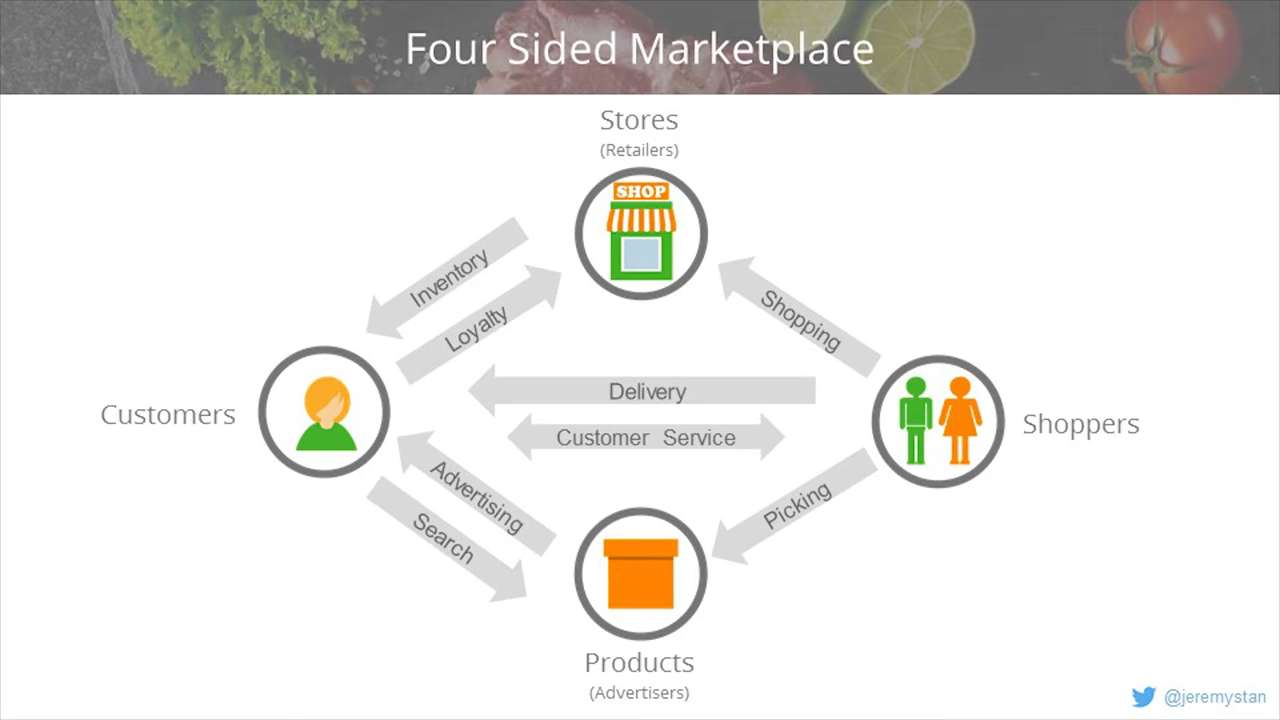 Four Sided Marketplace
Stores
(Retailers)
SHOP
Inventory
Loyalty
Shopping
Delivery
Customer Service
Customers
Shoppers
Advertising
Search
Picking
Products
(Advertisers)
@jeremystan